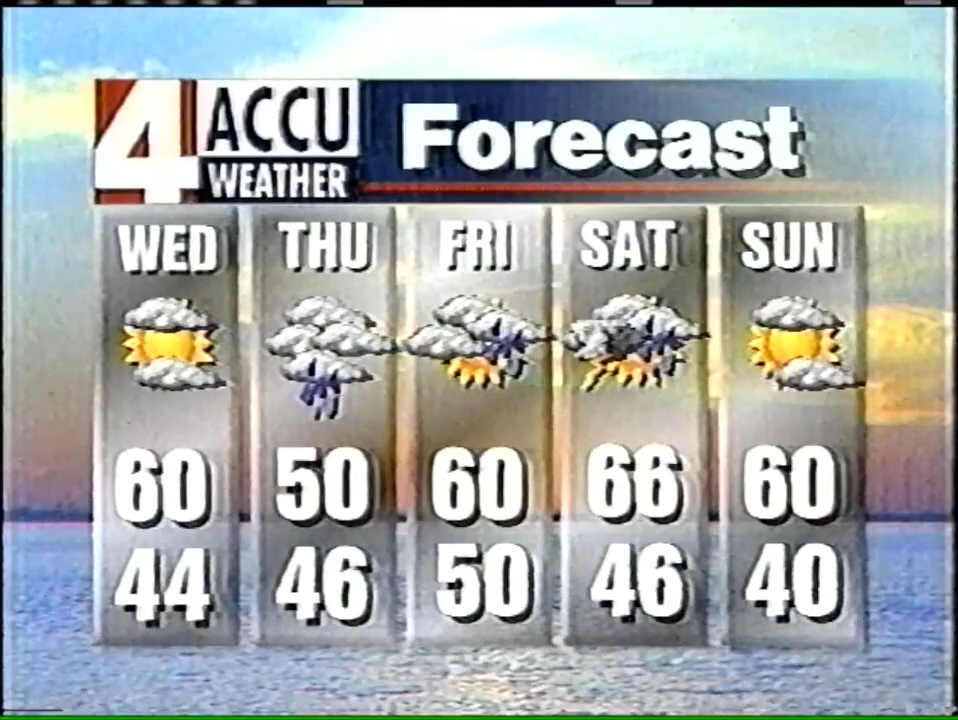 4 ACCU
WEATHER
Forecast
WED THU FRI SAT SUN
60 50 60 66 60
44 46 50 46 40